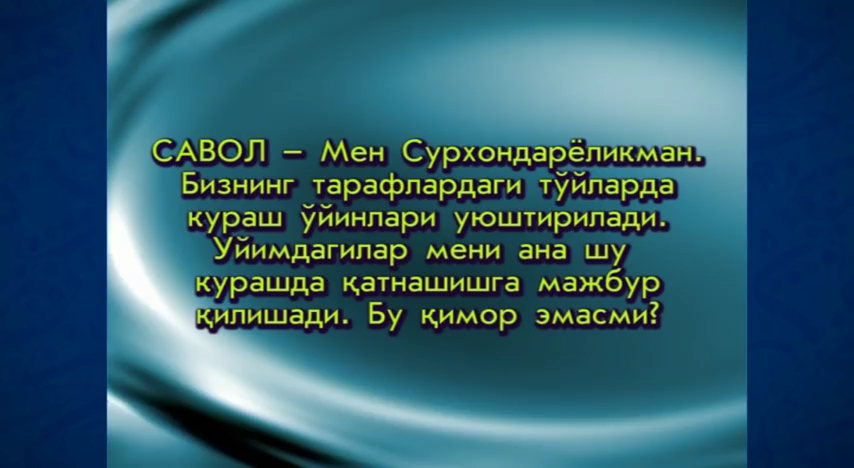 САВОЛ – Мен Сурхондарёликман.
Бизнинг тарафлардаги тўйларда
кураш ўйинлари уюштирилади.
Уйимдагилар мени ана шу
курашда қатнашишга мажбур
қилишади. Бу қимор эмасми?